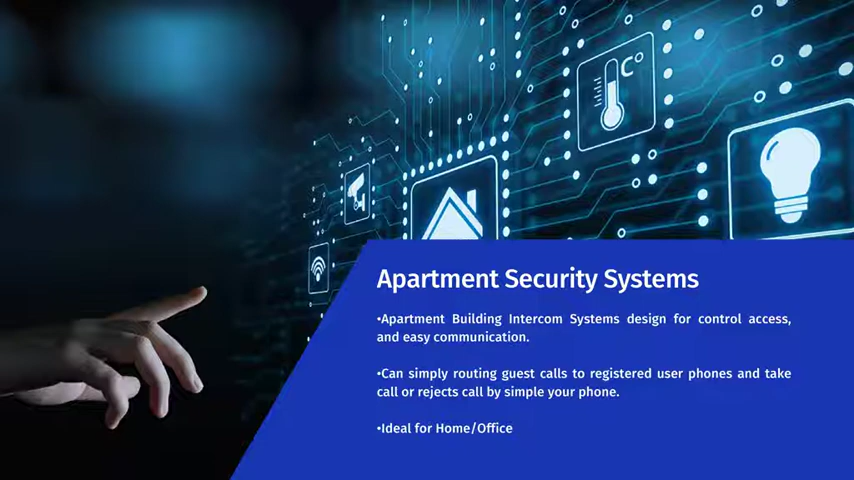 C°
Apartment Security Systems
•Apartment Building Intercom Systems design for control access,
and easy communication.
•Can simply routing guest calls to registered user phones and take
call or rejects call by simple your phone.
•Ideal for Home/Office